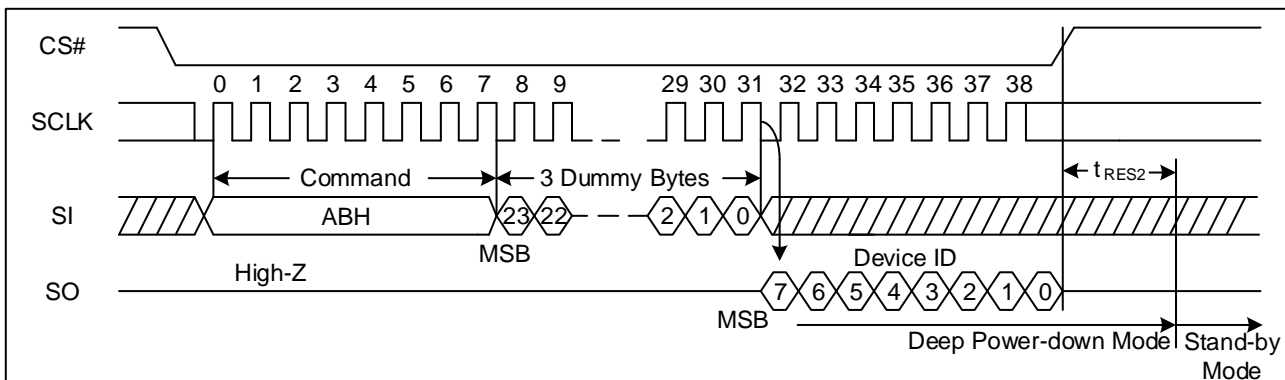 CS#
0 1 2 3 4 5 6 7 8 9 29 30 31 32 33 34 35 36 37 38
SCLK
Command 3 Dummy Bytes tRES2
SI ABH 23 22 2 1 0
MSB
High-Z Device ID
SO 7 6 5 4 3 2 1 0
MSB
Deep Power-down Mode Stand-by
Mode